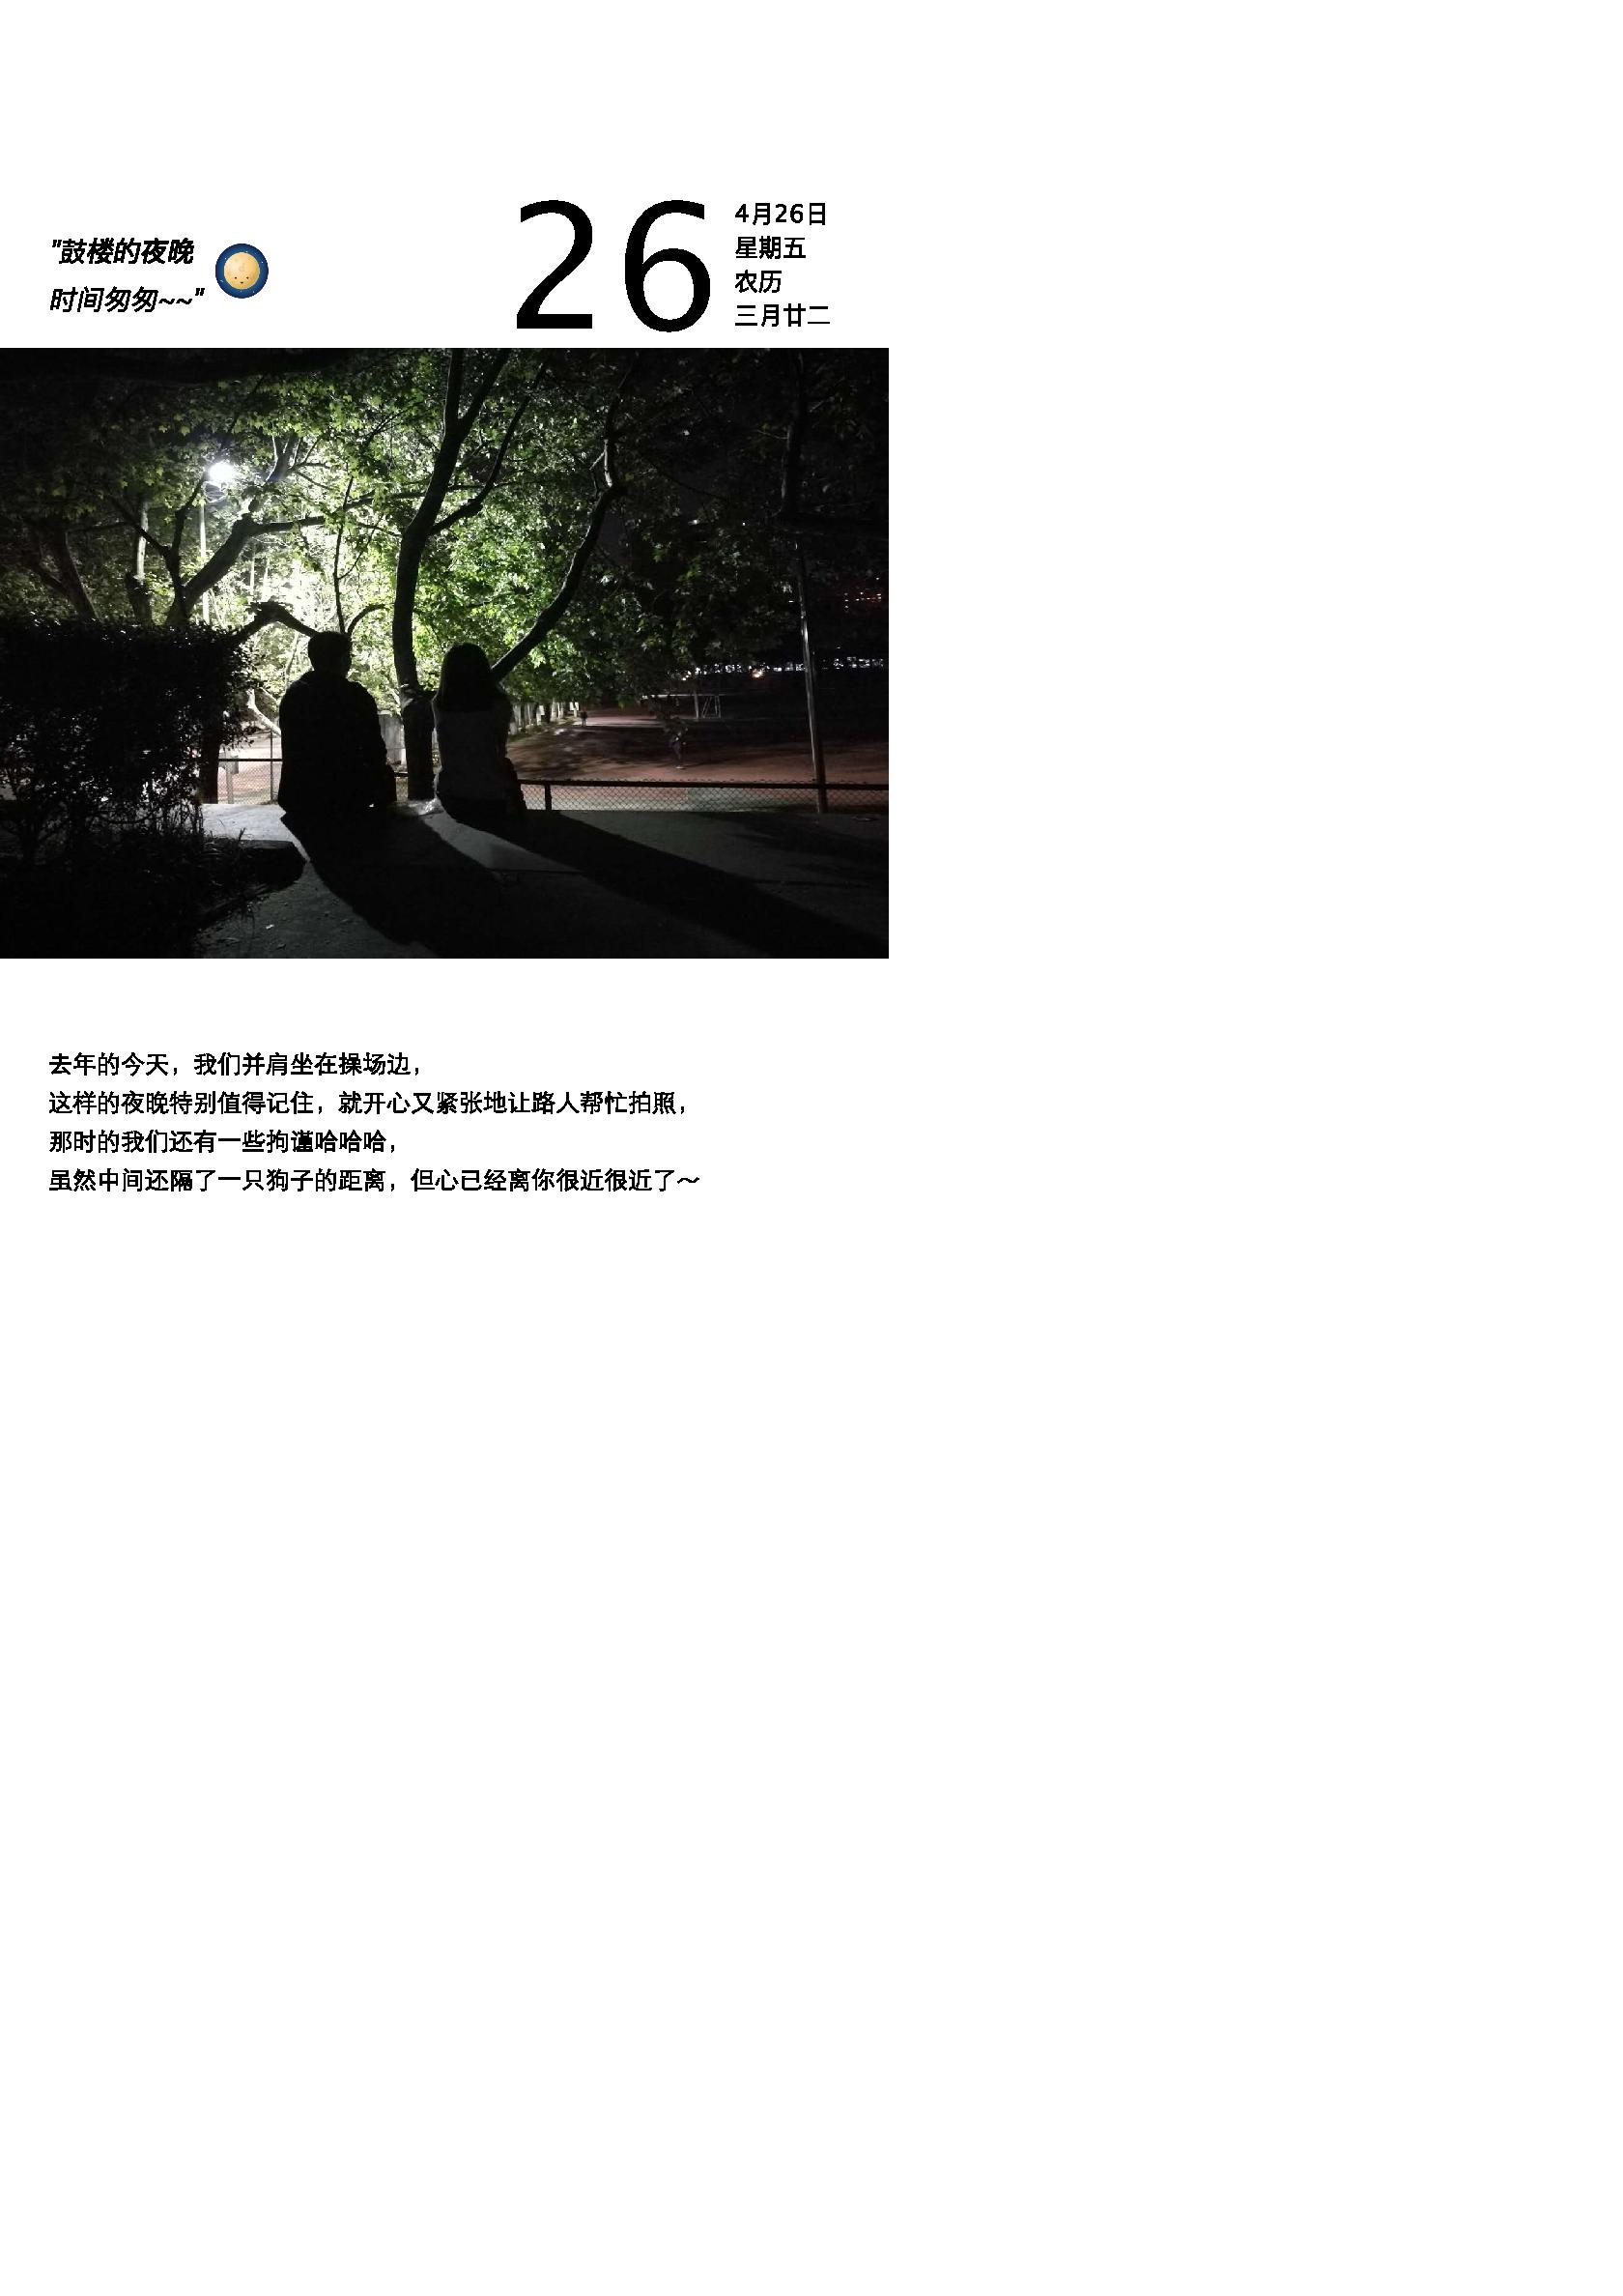 "鼓楼的夜晚
时间匆匆~~"
26
4月26日
星期五
农历
三月廿二
去年的今天，我们并肩坐在操场边，
这样的夜晚特别值得记住，就开心又紧张地让路人帮忙拍照，
那时的我们还有一些拘谨哈哈哈，
虽然中间还隔了一只狗子的距离，但心已经离你很近很近了～